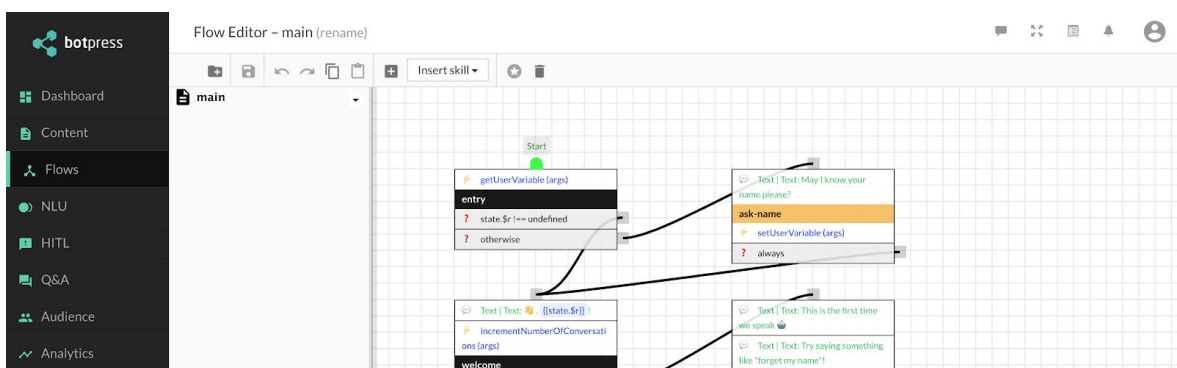 botpress
Flow Editor – main (rename)
Insert skill
Dashboard
Content
Flows
NLU
HITL
Q&A
Audience
Analytics
main
Start
getUserVariable (args)
entry
? state.$r !== undefined
? otherwise
Text | Text: May I know your
name please?
ask-name
setUserVariable (args)
? always
Text | Text: 👋 , {{state.$r}} !
incrementNumberOfConversati
ons (args)
welcome
Text | Text: This is the first time
we speak 🤖
Text | Text: Try saying something
like "forget my name"!